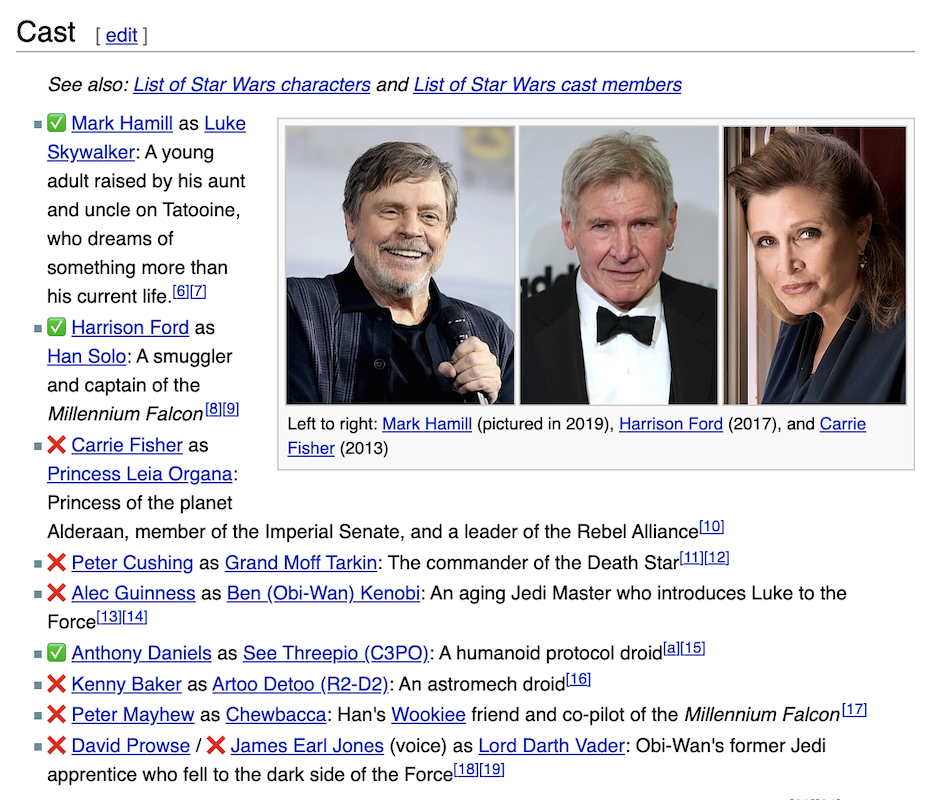 Cast [ edit ]
See also: List of Star Wars characters and List of Star Wars cast members
✅ Mark Hamill as Luke
Skywalker: A young
adult raised by his aunt
and uncle on Tatooine,
who dreams of
something more than
his current life.[6][7]
✅ Harrison Ford as
Han Solo: A smuggler
and captain of the
Millennium Falcon[8][9]
❌ Carrie Fisher as
Princess Leia Organa:
Princess of the planet
Alderaan, member of the Imperial Senate, and a leader of the Rebel Alliance[10]
Left to right: Mark Hamill (pictured in 2019), Harrison Ford (2017), and Carrie
Fisher (2013)
❌ Peter Cushing as Grand Moff Tarkin: The commander of the Death Star[11][12]
❌ Alec Guinness as Ben (Obi-Wan) Kenobi: An aging Jedi Master who introduces Luke to the
Force[13][14]
✅ Anthony Daniels as See Threepio (C3PO): A humanoid protocol droid[a][15]
❌ Kenny Baker as Artoo Detoo (R2-D2): An astromech droid[16]
❌ Peter Mayhew as Chewbacca: Han's Wookiee friend and co-pilot of the Millennium Falcon[17]
❌ David Prowse / ❌ James Earl Jones (voice) as Lord Darth Vader: Obi-Wan's former Jedi
apprentice who fell to the dark side of the Force[18][19]